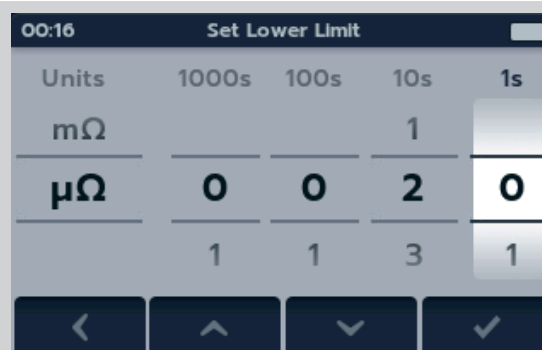 00:16 Set Lower Limit
Units 1000s 100s 10s 1s
mΩ 1
μΩ 0 0 2 0
1 1 3 1